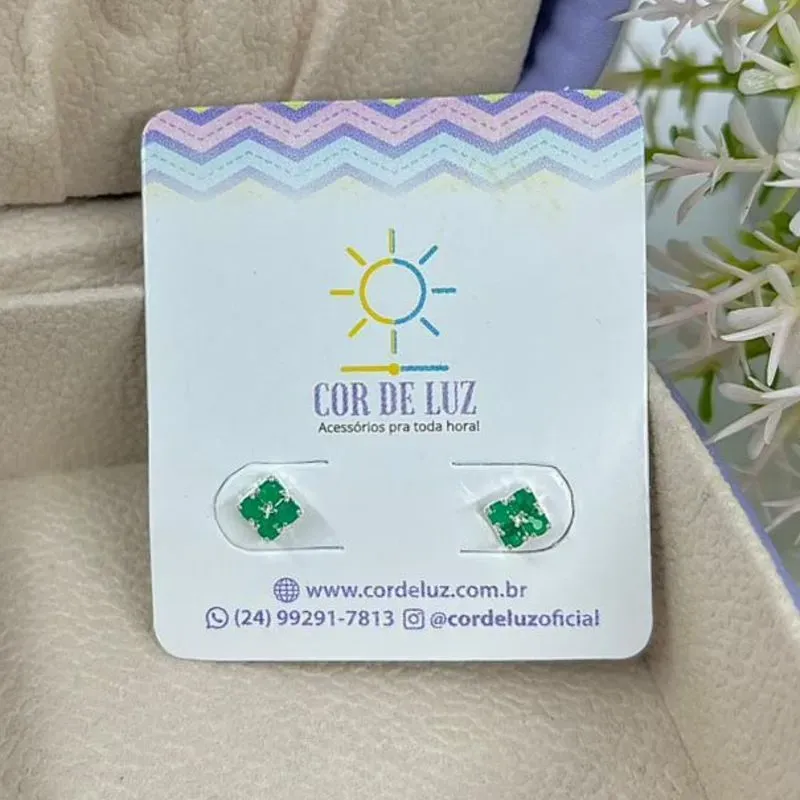 COR DE LUZ
Acessórios pra toda hora!
www.cordeluz.com.br
(24) 99291-7813 @cordeluzoficial